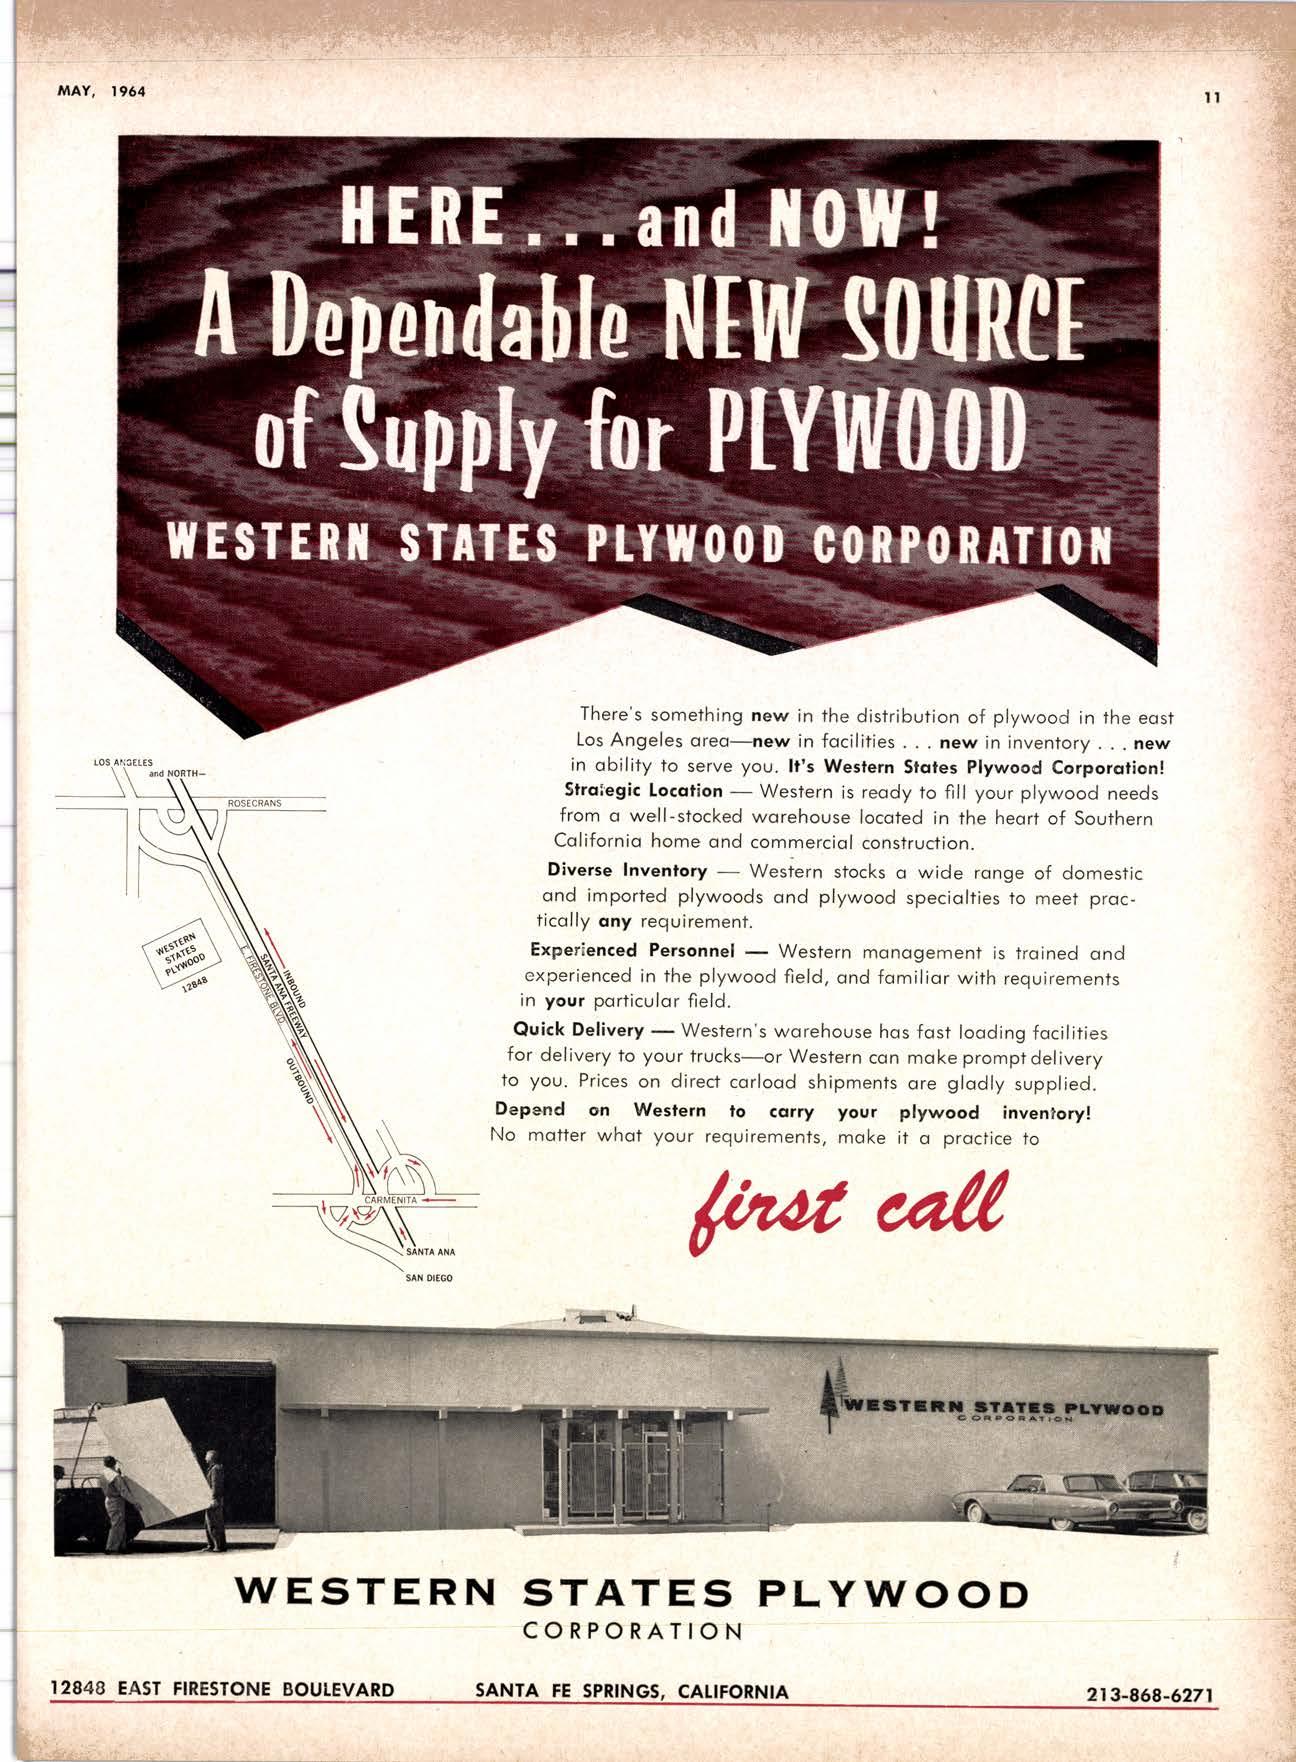 MAY, 1964
11
HERE...and NOW!
A Dependable NEW SOURCE
of Supply for PLYWOOD
WESTERN STATES PLYWOOD CORPORATION
There's something new in the distribution of plywood in the east
Los Angeles area—new in facilities . . . new in inventory . . . new
in ability to serve you. It's Western States Plywood Corporation!
Strategic Location — Western is ready to fill your plywood needs
from a well-stocked warehouse located in the heart of Southern
California home and commercial construction.
Diverse Inventory — Western stocks a wide range of domestic
and imported plywoods and plywood specialties to meet prac-
tically any requirement.
Experienced Personnel — Western management is trained and
experienced in the plywood field, and familiar with requirements
in your particular field.
Quick Delivery — Western's warehouse has fast loading facilities
for delivery to your trucks—or Western can make prompt delivery
to you. Prices on direct carload shipments are gladly supplied.
Depend on Western to carry your plywood inventory!
No matter what your requirements, make it a practice to
first call
LOS ANGELES
and NORTH—
ROSECRANS
WESTERN
STATES
PLYWOOD
12848
E. FIRESTONE BLVD.
SANTA ANA FREEWAY
INBOUND
OUTBOUND
CARMENITA
SANTA ANA
SAN DIEGO
WESTERN STATES PLYWOOD
CORPORATION
WESTERN STATES PLYWOOD
CORPORATION
12848 EAST FIRESTONE BOULEVARD SANTA FE SPRINGS, CALIFORNIA 213-868-6271